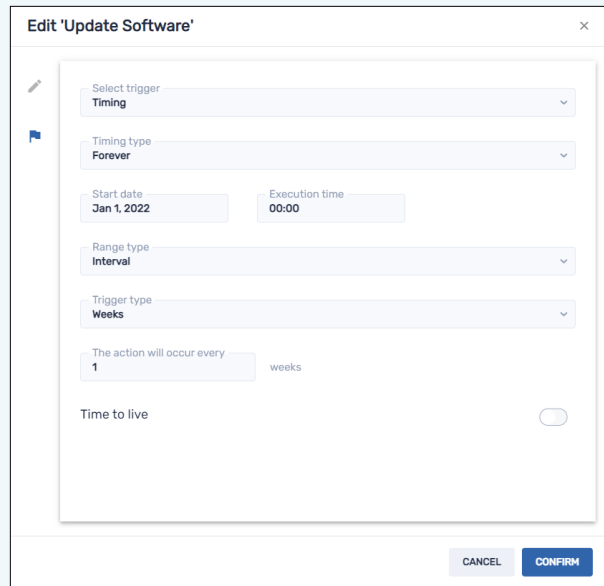 Edit 'Update Software'
Select trigger
Timing
Timing type
Forever
Start date
Execution time
Jan 1, 2022
00:00
Range type
Interval
Trigger type
Weeks
The action will occur every
1
weeks
Time to live
CANCEL
CONFIRM